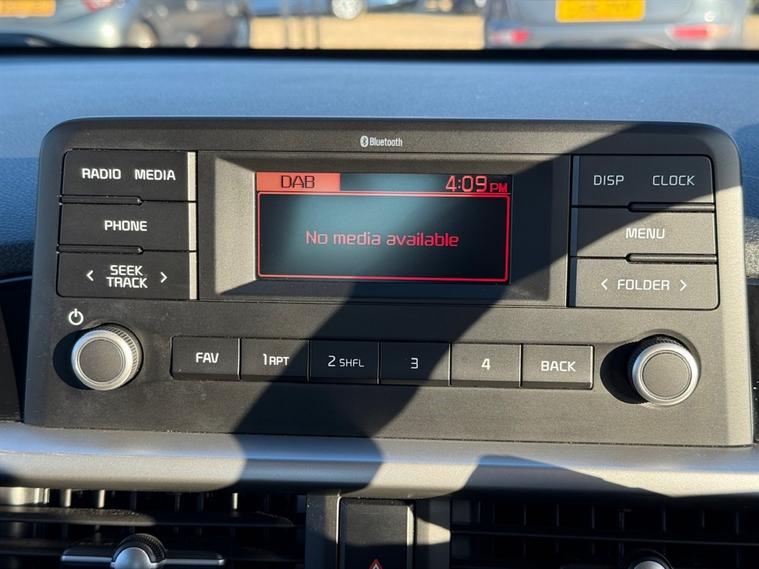 Bluetooth
RADIO MEDIA
PHONE
< SEEK TRACK >
DAB 4:09 PM
No media available
DISP CLOCK
MENU
< FOLDER >
FAV 1 RPT 2 SHFL 3 4 BACK